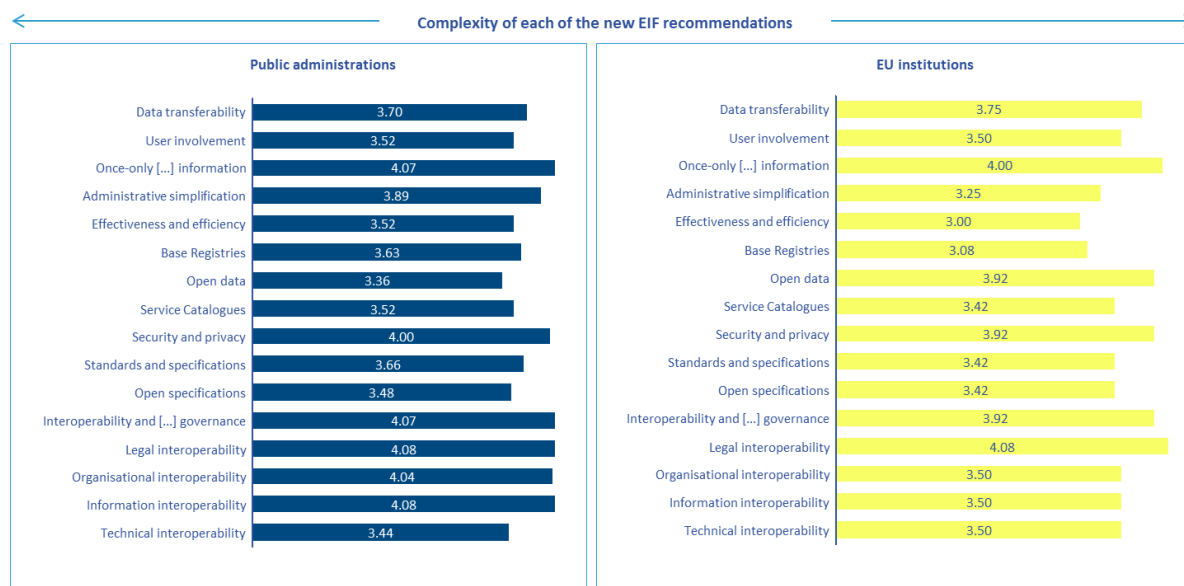 Complexity of each of the new EIF recommendations
Public administrations
Data transferability 3.70
User involvement 3.52
Once-only [...] information 4.07
Administrative simplification 3.89
Effectiveness and efficiency 3.52
Base Registries 3.63
Open data 3.36
Service Catalogues 3.52
Security and privacy 4.00
Standards and specifications 3.66
Open specifications 3.48
Interoperability and [...] governance 4.07
Legal interoperability 4.08
Organisational interoperability 4.04
Information interoperability 4.08
Technical interoperability 3.44
EU institutions
Data transferability 3.75
User involvement 3.50
Once-only [...] information 4.00
Administrative simplification 3.25
Effectiveness and efficiency 3.00
Base Registries 3.08
Open data 3.92
Service Catalogues 3.42
Security and privacy 3.92
Standards and specifications 3.42
Open specifications 3.42
Interoperability and [...] governance 3.92
Legal interoperability 4.08
Organisational interoperability 3.50
Information interoperability 3.50
Technical interoperability 3.50